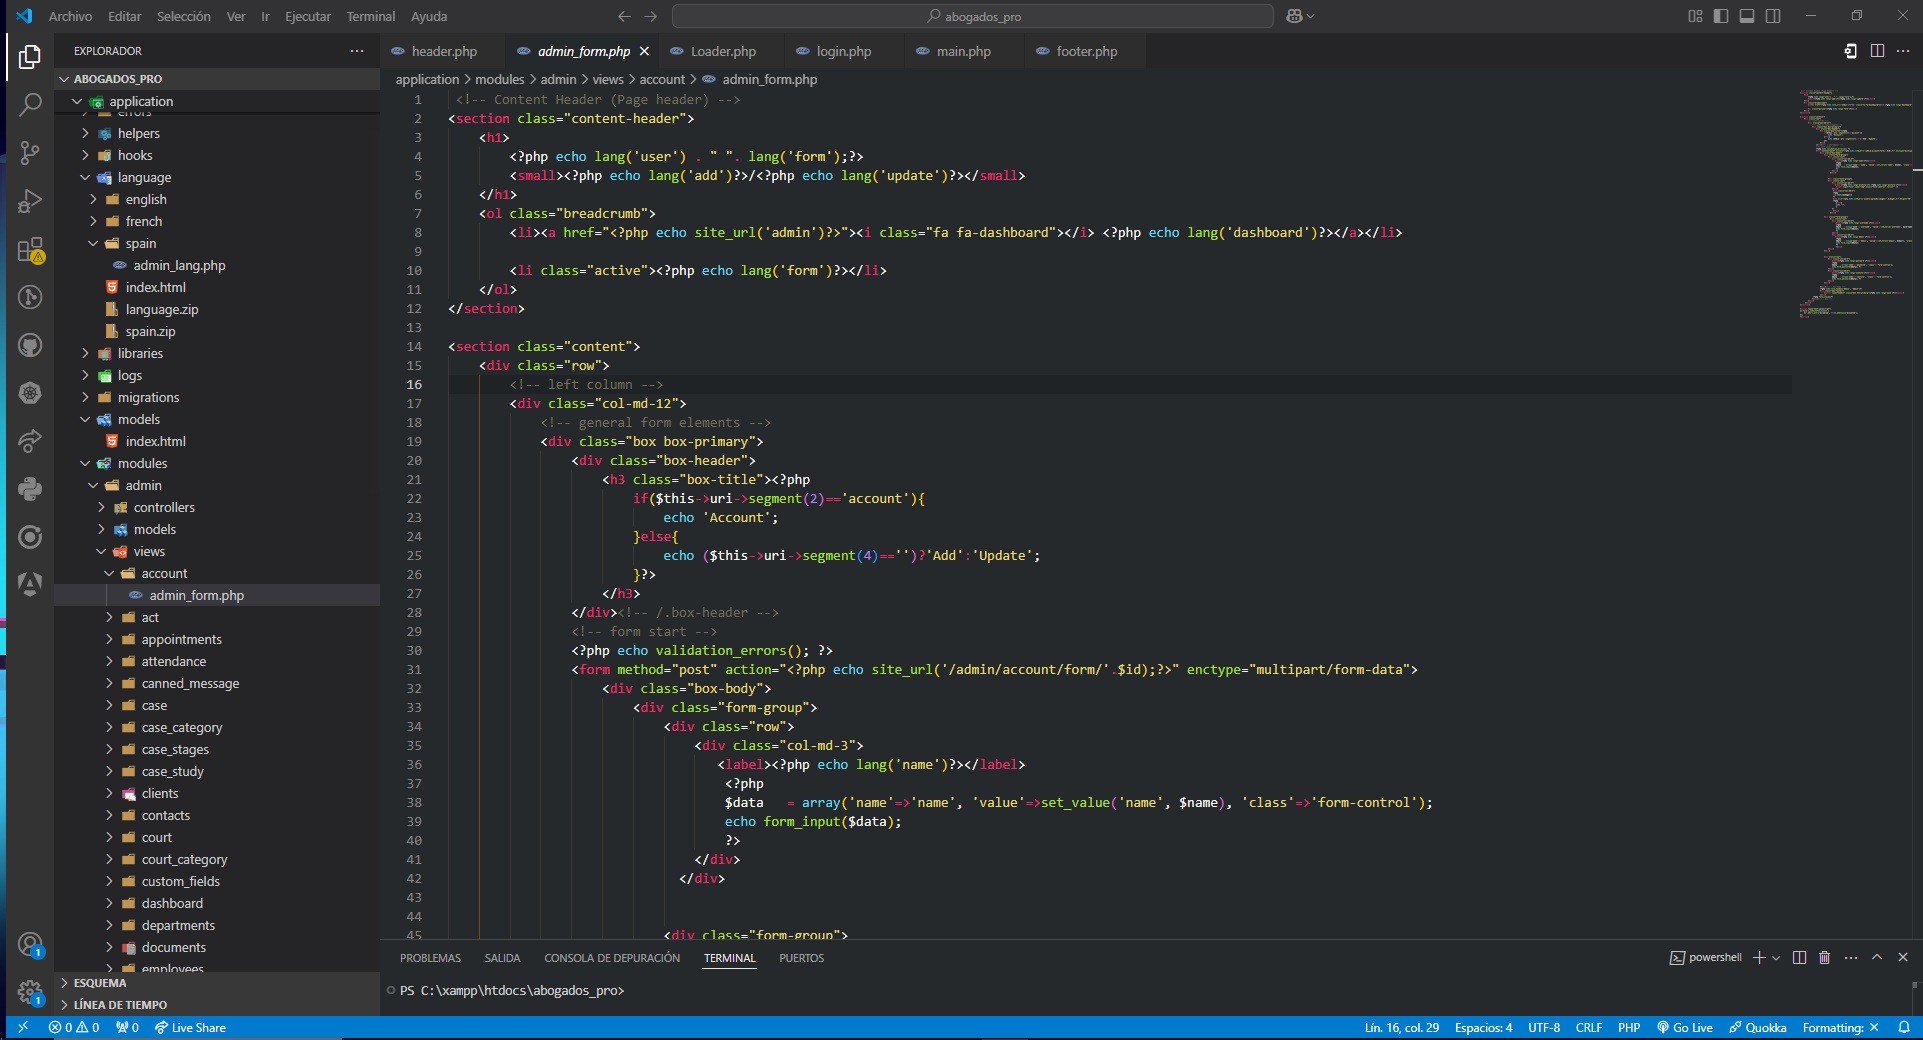 Archivo Editar Selección Ver Ir Ejecutar Terminal Ayuda
abogados_pro
EXPLORADOR
header.php
admin_form.php
Loader.php
login.php
main.php
footer.php
ABOGADOS_PRO
application > modules > admin > views > account > admin_form.php
application
errors
helpers
hooks
language
english
french
spain
admin_lang.php
index.html
language.zip
spain.zip
libraries
logs
migrations
models
index.html
modules
admin
controllers
models
views
account
admin_form.php
act
appointments
attendance
canned_message
case
case_category
case_stages
case_study
clients
contacts
court
court_category
custom_fields
dashboard
departments
documents
employees
ESQUEMA
LÍNEA DE TIEMPO
1 <!-- Content Header (Page header) -->
2 <section class="content-header">
3 <h1>
4 <?php echo lang('user') . " ". lang('form');?>
5 <small><?php echo lang('add')?>/<?php echo lang('update')?></small>
6 </h1>
7 <ol class="breadcrumb">
8 <li><a href="<?php echo site_url('admin')?>"><i class="fa fa-dashboard"></i> <?php echo lang('dashboard')?></a></li>
9
10 <li class="active"><?php echo lang('form')?></li>
11 </ol>
12 </section>
13
14 <section class="content">
15 <div class="row">
16 <!-- left column -->
17 <div class="col-md-12">
18 <!-- general form elements -->
19 <div class="box box-primary">
20 <div class="box-header">
21 <h3 class="box-title"><?php
22 if($this->uri->segment(2)=='account'){
23 echo 'Account';
24 }else{
25 echo ($this->uri->segment(4)=='')?'Add':'Update';
26 }?>
27 </h3>
28 </div><!-- /.box-header -->
29 <!-- form start -->
30 <?php echo validation_errors(); ?>
31 <form method="post" action="<?php echo site_url('/admin/account/form/'.$id);?>" enctype="multipart/form-data">
32 <div class="box-body">
33 <div class="form-group">
34 <div class="row">
35 <div class="col-md-3">
36 <label><?php echo lang('name')?></label>
37 <?php
38 $data = array('name'=>'name', 'value'=>set_value('name', $name), 'class'=>'form-control');
39 echo form_input($data);
40 ?>
41 </div>
42 </div>
43
44
45 <div class="form-group">
PROBLEMAS SALIDA CONSOLA DE DEPURACIÓN TERMINAL PUERTOS
powershell
PS C:\xampp\htdocs\abogados_pro>
1
1
0 0 0 Live Share
Lín. 16, col. 29 Espacios: 4 UTF-8 CRLF PHP Go Live Quokka Formatting: ×